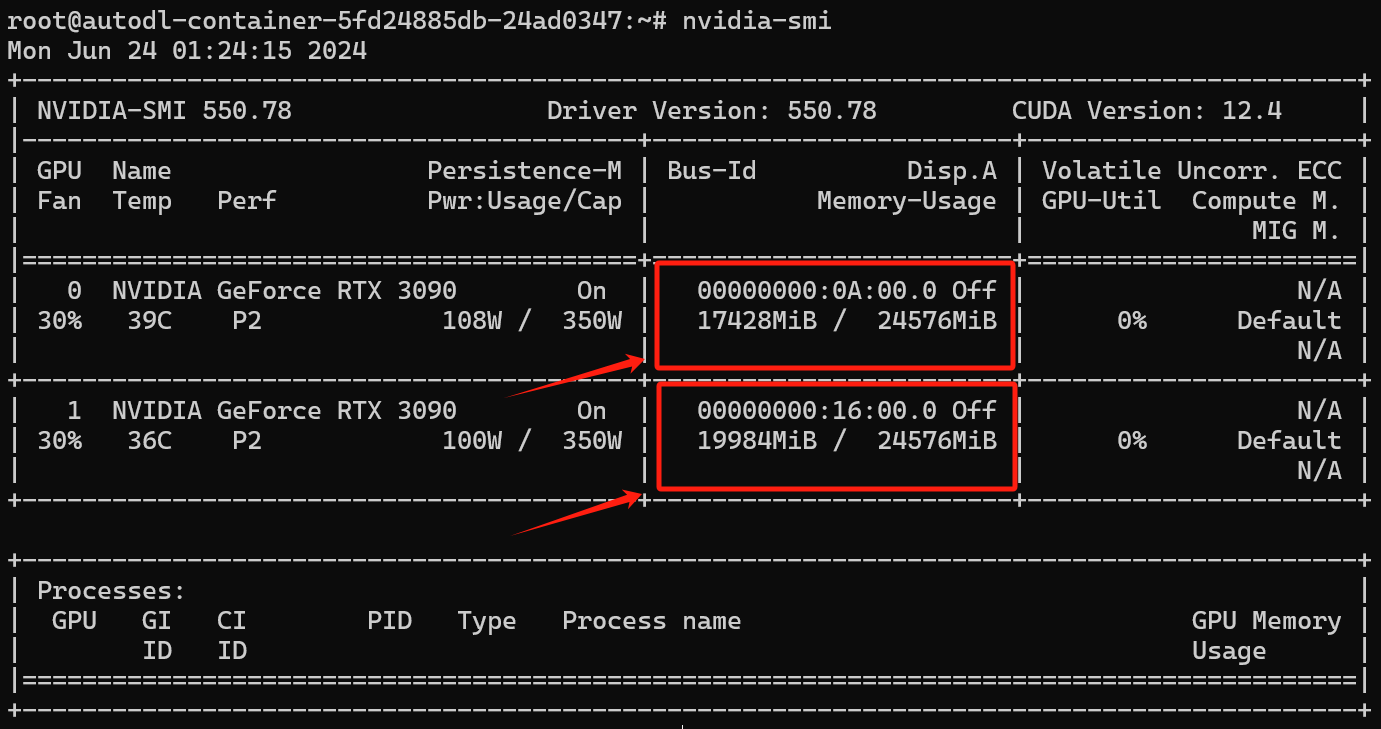 root@autodl-container-5fd24885db-24ad0347:~# nvidia-smi
Mon Jun 24 01:24:15 2024
+-----------------------------------------------------------------------------------------+
| NVIDIA-SMI 550.78                 Driver Version: 550.78         CUDA Version: 12.4     |
|-----------------------------------------+------------------------+----------------------+
| GPU  Name                 Persistence-M | Bus-Id          Disp.A | Volatile Uncorr. ECC |
| Fan  Temp   Perf          Pwr:Usage/Cap |           Memory-Usage | GPU-Util  Compute M. |
|                                         |                        |               MIG M. |
|=========================================+========================+======================|
|   0  NVIDIA GeForce RTX 3090        On  |   00000000:0A:00.0 Off |                  N/A |
| 30%   39C    P2             108W /  350W |   17428MiB /  24576MiB |      0%      Default |
|                                         |                        |                  N/A |
+-----------------------------------------+------------------------+----------------------+
|   1  NVIDIA GeForce RTX 3090        On  |   00000000:16:00.0 Off |                  N/A |
| 30%   36C    P2             100W /  350W |   19984MiB /  24576MiB |      0%      Default |
|                                         |                        |                  N/A |
+-----------------------------------------+------------------------+----------------------+
+-----------------------------------------------------------------------------------------+
| Processes:                                                                              |
|  GPU   GI   CI        PID   Type   Process name                              GPU Memory |
|        ID   ID                                                               Usage      |
|=========================================================================================|
+-----------------------------------------------------------------------------------------+